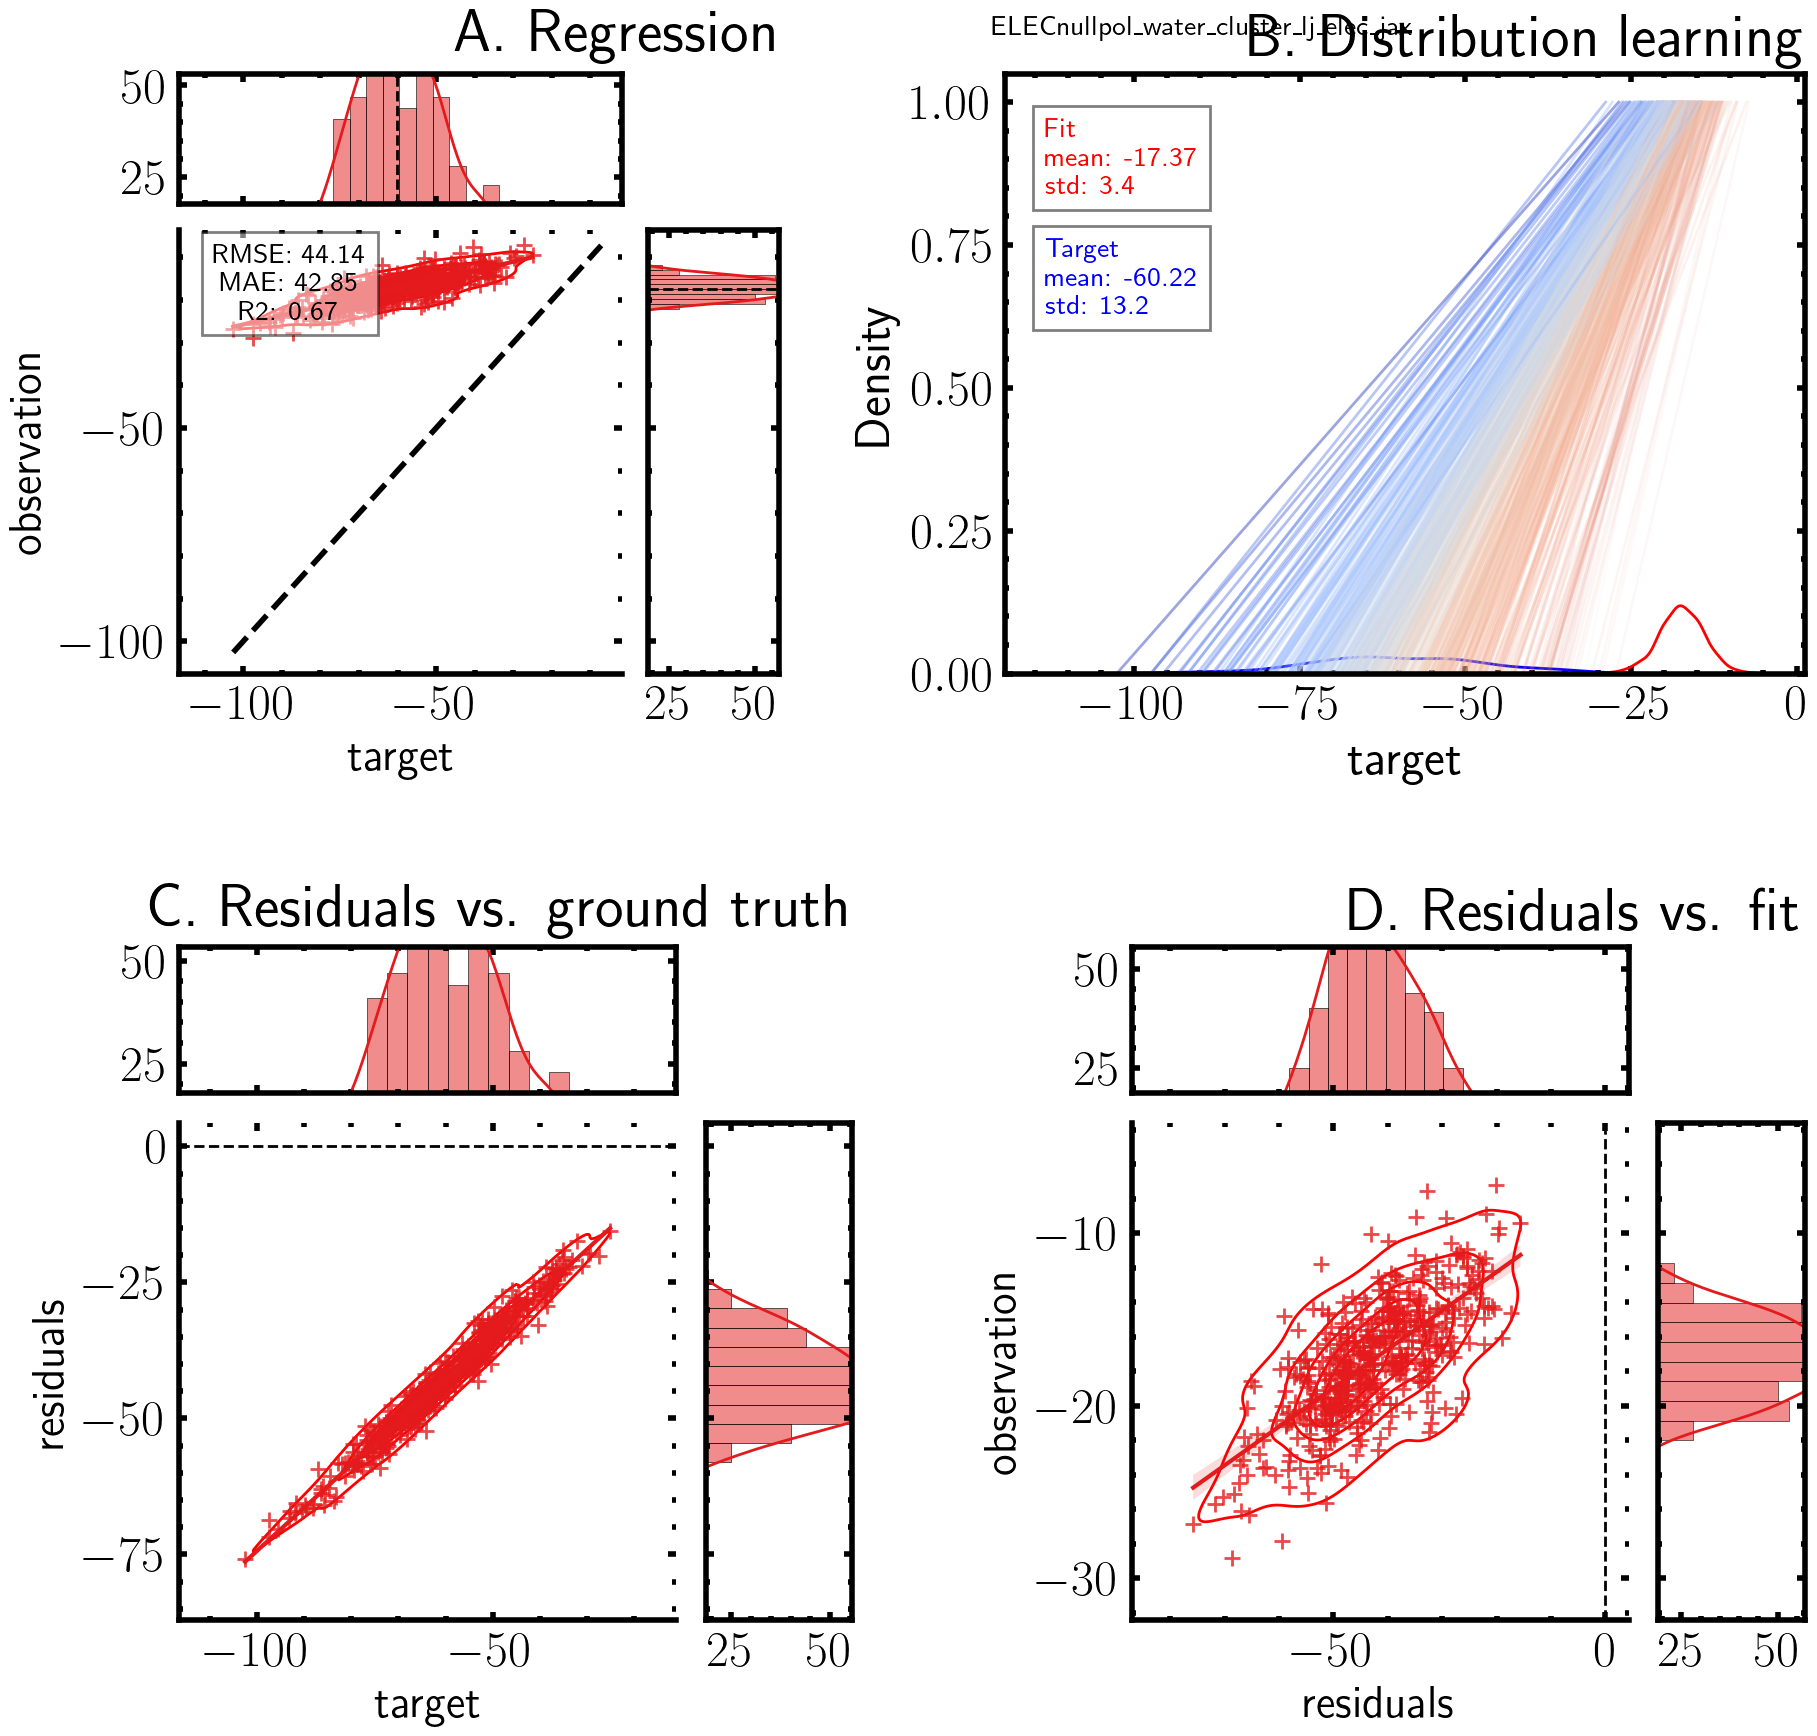 A. Regression
ELECnullpol_water_cluster_lj_elec_jax
B. Distribution learning
50
25
RMSE: 44.14
MAE: 42.85
R2: 0.67
observation
−50
−100
−100
−50
target
25
50
1.00
0.75
0.50
0.25
0.00
Density
Fit
mean: -17.37
std: 3.4
Target
mean: -60.22
std: 13.2
−100
−75
−50
−25
0
target
C. Residuals vs. ground truth
50
25
0
−25
−50
−75
residuals
−100
−50
target
25
50
D. Residuals vs. fit
50
25
−10
−20
−30
observation
−50
0
residuals
25
50